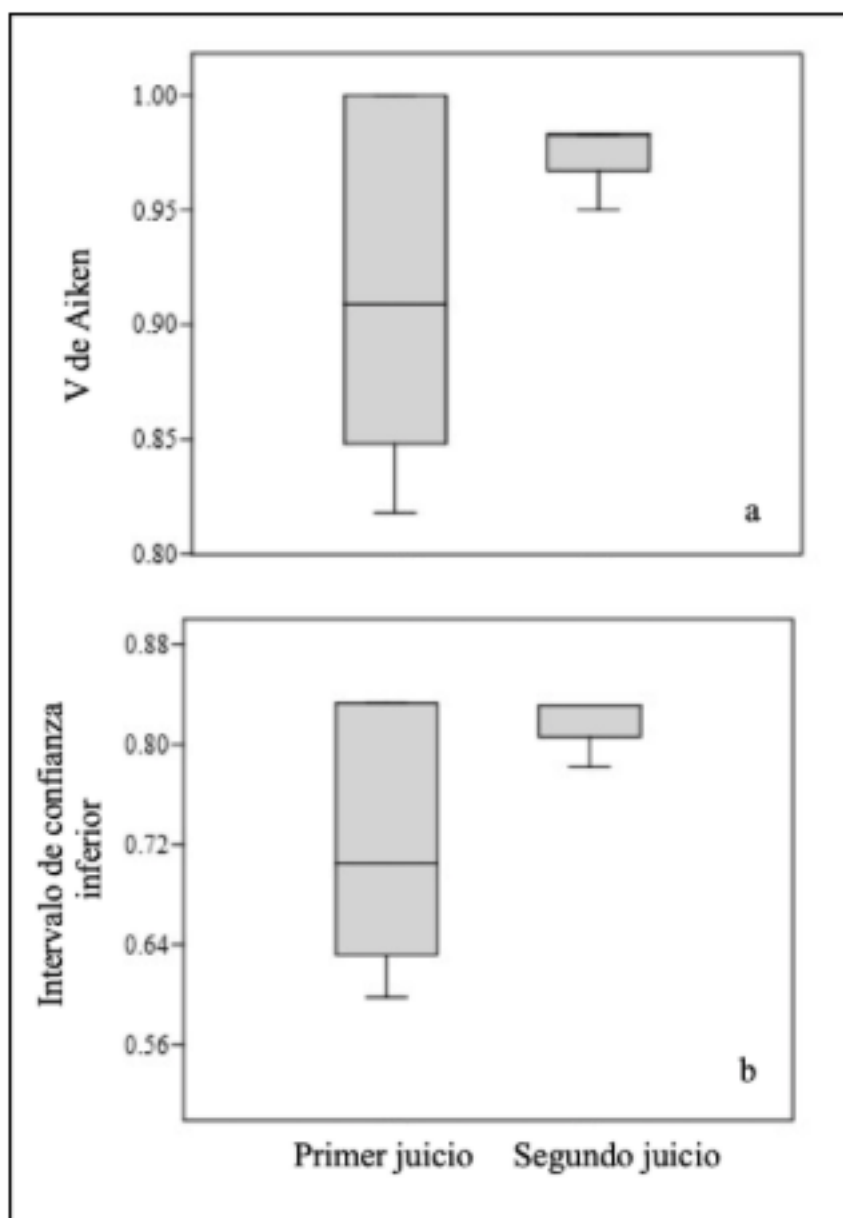 1.00
0.95
0.90
0.85
0.80
V de Aiken
a
0.88
0.80
0.72
0.64
0.56
Intervalo de confianza
inferior
b
Primer juicio Segundo juicio